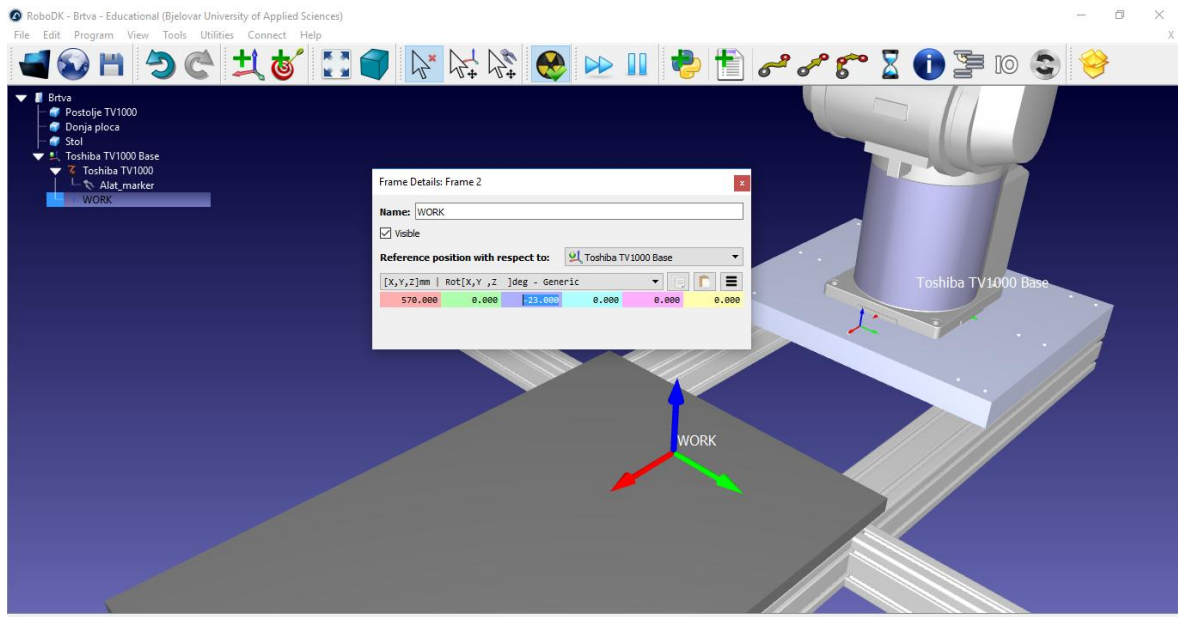 RoboDK - Brtva - Educational (Bjelovar University of Applied Sciences)
File Edit Program View Tools Utilities Connect Help
IO
Brtva
Postolje TV1000
Donja ploca
Stol
Toshiba TV1000 Base
Toshiba TV1000
Alat_marker
WORK
Frame Details: Frame 2
Name: WORK
Visible
Reference position with respect to: Toshiba TV1000 Base
[X,Y,Z]mm | Rot[X,Y ,Z ]deg - Generic
570.000 0.000 -23.000 0.000 0.000 0.000
Toshiba TV1000 Base
WORK